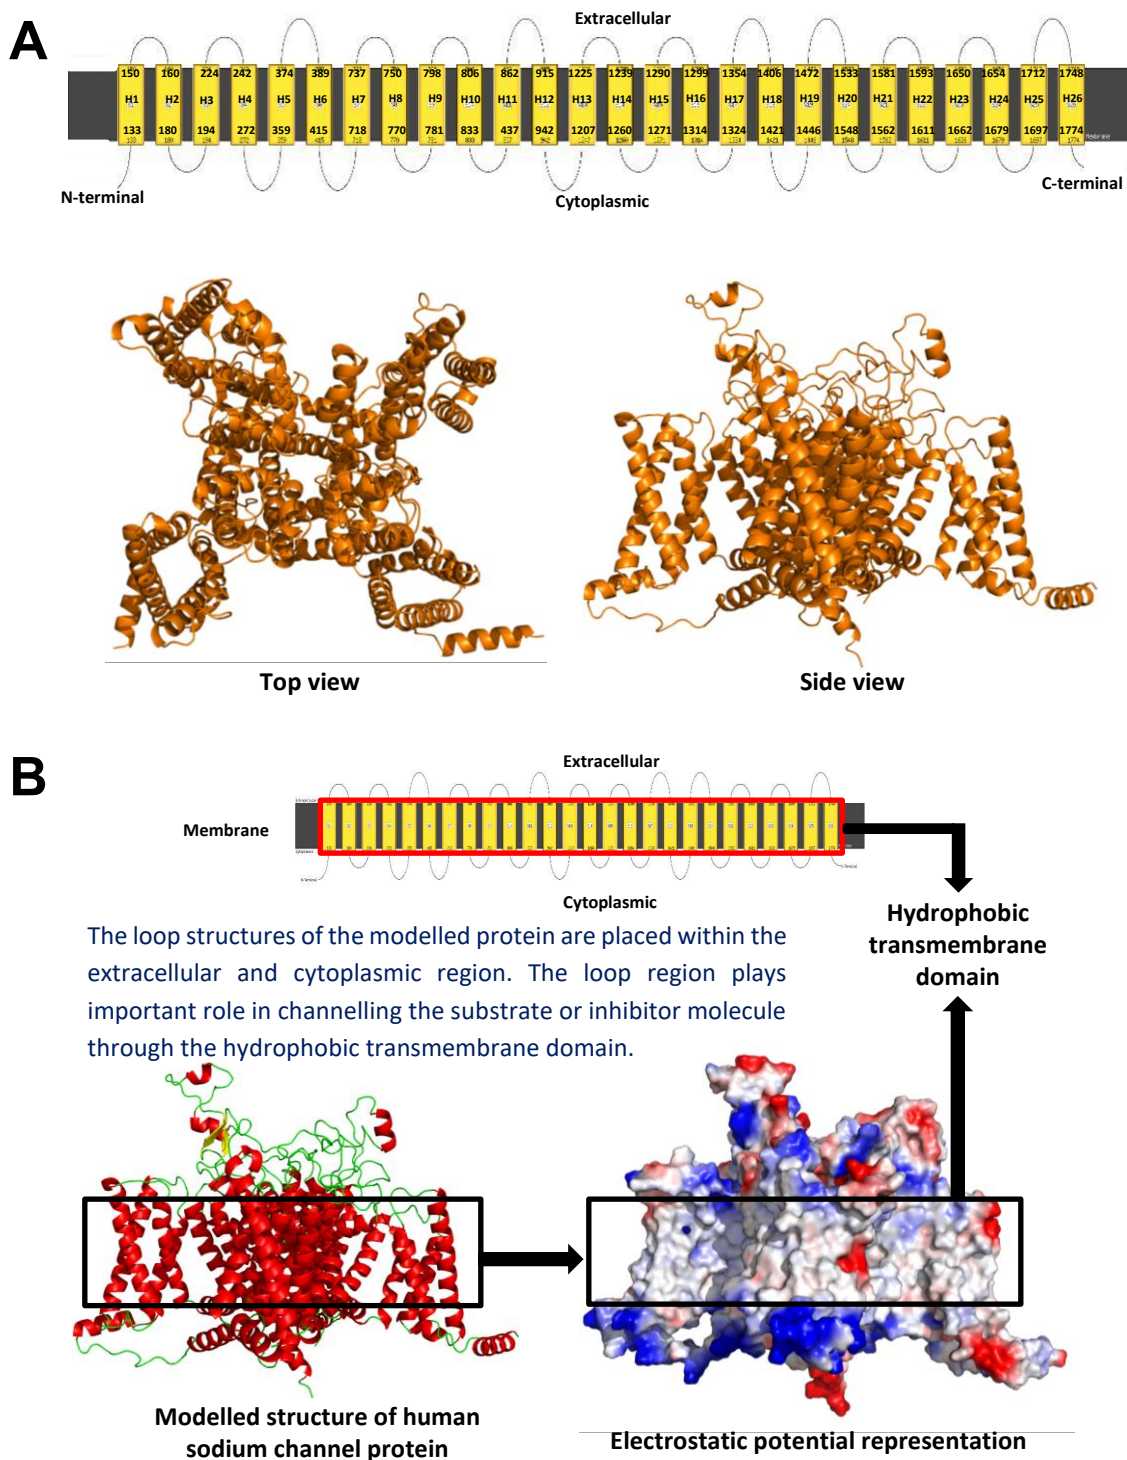 A
Extracellular
150 160 224 242 374 389 737 750 798 806 862 915 1225 1239 1290 1299 1354 1406 1472 1533 1581 1593 1650 1654 1712 1748
H1 H2 H3 H4 H5 H6 H7 H8 H9 H10 H11 H12 H13 H14 H15 H16 H17 H18 H19 H20 H21 H22 H23 H24 H25 H26
133 180 194 272 359 415 718 770 781 833 437 942 1207 1260 1271 1314 1324 1421 1446 1548 1562 1611 1662 1679 1697 1774
N-terminal
Cytoplasmic
C-terminal
Top view
Side view
B
Extracellular
Membrane
Cytoplasmic
Hydrophobic
transmembrane
domain
The loop structures of the modelled protein are placed within the
extracellular and cytoplasmic region. The loop region plays
important role in channelling the substrate or inhibitor molecule
through the hydrophobic transmembrane domain.
Modelled structure of human
sodium channel protein
Electrostatic potential representation